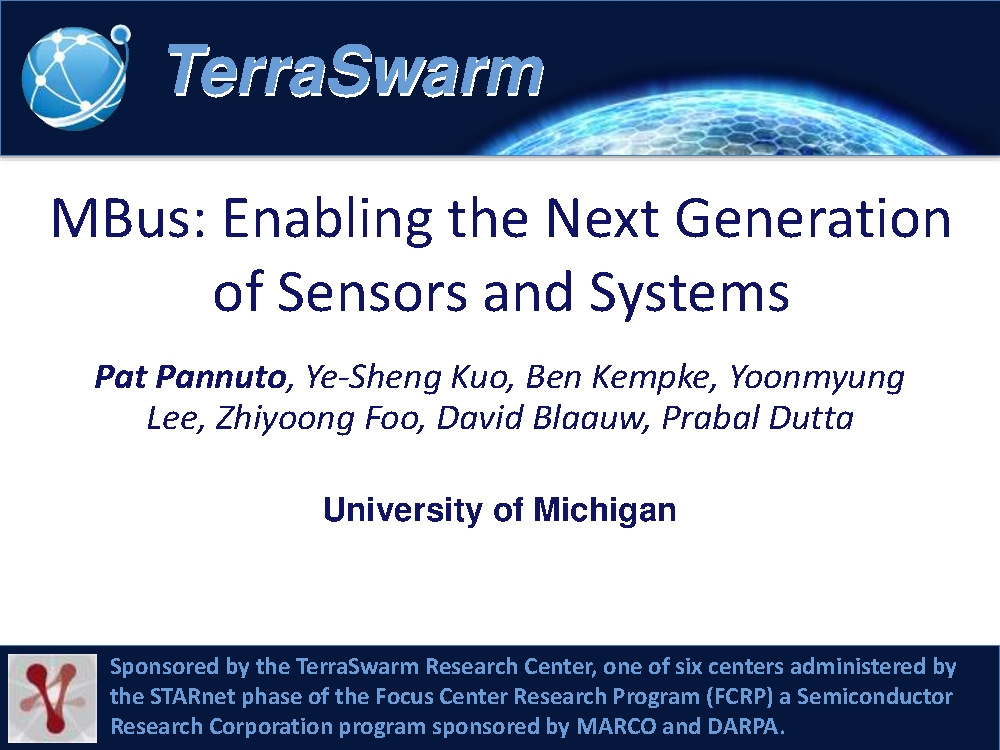 TerraSwarm
MBus: Enabling the Next Generation
of Sensors and Systems
Pat Pannuto, Ye-Sheng Kuo, Ben Kempke, Yoonmyung
Lee, Zhiyoong Foo, David Blaauw, Prabal Dutta
University of Michigan
Sponsored by the TerraSwarm Research Center, one of six centers administered by
the STARnet phase of the Focus Center Research Program (FCRP) a Semiconductor
Research Corporation program sponsored by MARCO and DARPA.